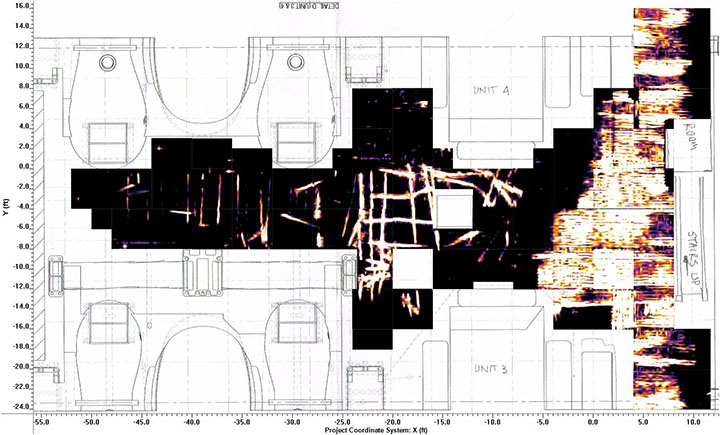 DETAIL D (UNIT 3,4)
16.0
14.0
12.0
10.0
8.0
6.0
4.0
2.0
0.0
-2.0
-4.0
-6.0
-8.0
-10.0
-12.0
-14.0
-16.0
-18.0
-20.0
-22.0
-24.0
Y (ft)
UNIT 4
ROOM
STAIRS UP
UNIT 3
55.0 -50.0 -45.0 -40.0 -35.0 -30.0 -25.0 -20.0 -15.0 -10.0 -5.0 0.0 5.0 10.0
Project Coordinate System: X (ft)